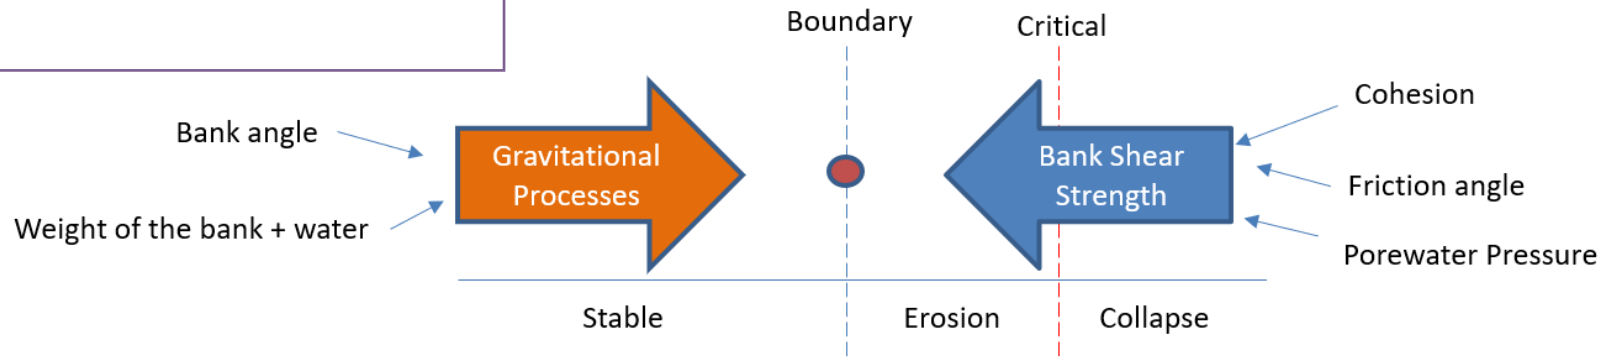 Boundary
Critical
Bank angle
Weight of the bank + water
Gravitational
Processes
Bank Shear
Strength
Cohesion
Friction angle
Porewater Pressure
Stable
Erosion
Collapse